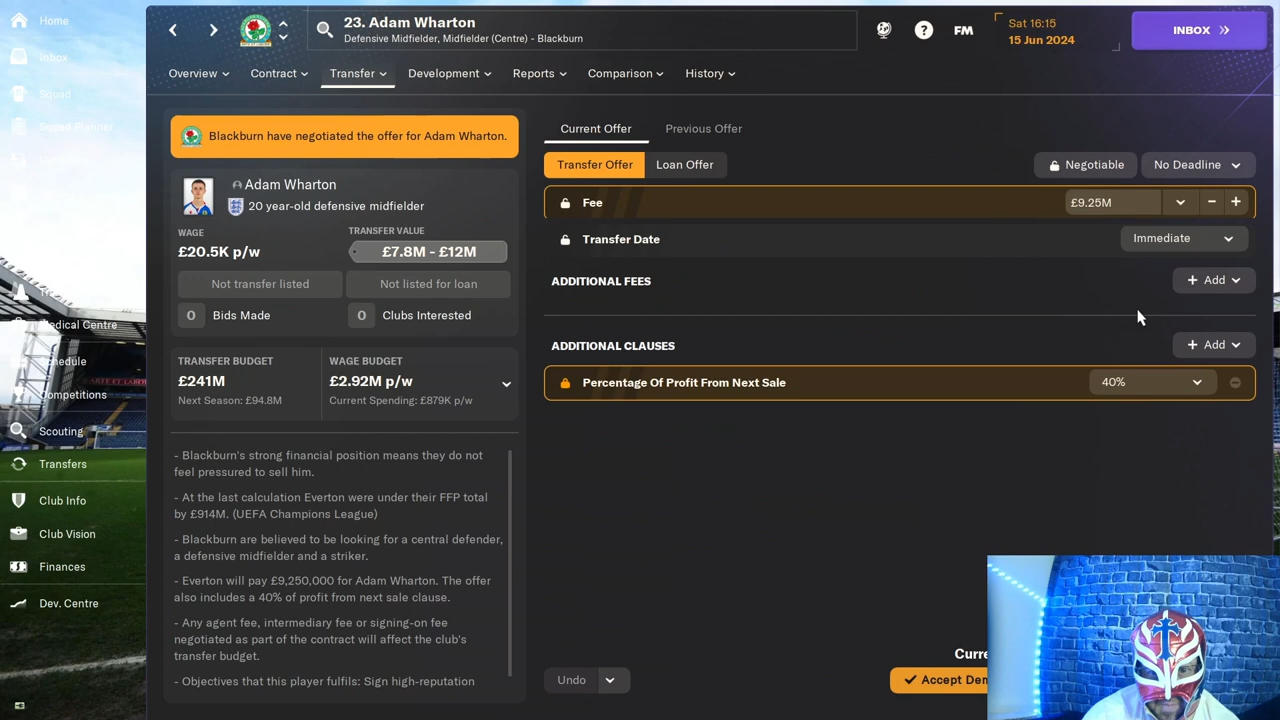 Home
Inbox
Squad
Squad Planner
Medical Centre
Schedule
Competitions
Scouting
Transfers
Club Info
Club Vision
Finances
Dev. Centre
23. Adam Wharton
Defensive Midfielder, Midfielder (Centre) - Blackburn
FM
Sat 16:15
15 Jun 2024
INBOX
Overview
Contract
Transfer
Development
Reports
Comparison
History
Blackburn have negotiated the offer for Adam Wharton.
Adam Wharton
20 year-old defensive midfielder
WAGE
£20.5K p/w
TRANSFER VALUE
£7.8M - £12M
Not transfer listed
Not listed for loan
0 Bids Made
0 Clubs Interested
TRANSFER BUDGET
£241M
Next Season: £94.8M
WAGE BUDGET
£2.92M p/w
Current Spending: £879K p/w
- Blackburn's strong financial position means they do not
feel pressured to sell him.
- At the last calculation Everton were under their FFP total
by £914M. (UEFA Champions League)
- Blackburn are believed to be looking for a central defender,
a defensive midfielder and a striker.
- Everton will pay £9,250,000 for Adam Wharton. The offer
also includes a 40% of profit from next sale clause.
- Any agent fee, intermediary fee or signing-on fee
negotiated as part of the contract will affect the club's
transfer budget.
- Objectives that this player fulfils: Sign high-reputation
Current Offer
Previous Offer
Transfer Offer
Loan Offer
Negotiable
No Deadline
Fee
£9.25M
Transfer Date
Immediate
ADDITIONAL FEES
+ Add
ADDITIONAL CLAUSES
+ Add
Percentage Of Profit From Next Sale
40%
Undo
Curre
Accept Den